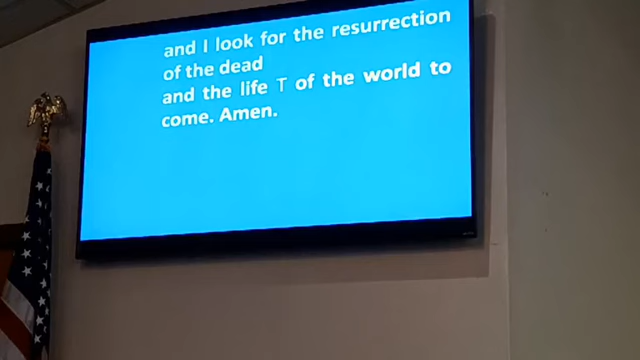 and I look for the resurrection
of the dead
and the life T of the world to
come. Amen.